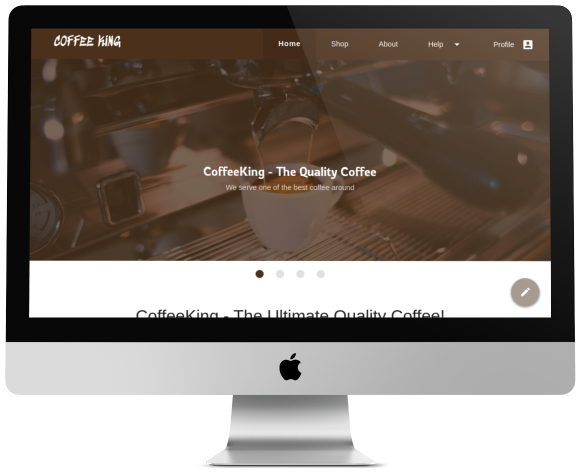 COFFEE KING
Home Shop About Help Profile
CoffeeKing - The Quality Coffee
We serve one of the best coffee around
CoffeeKing - The Ultimate Quality Coffee!